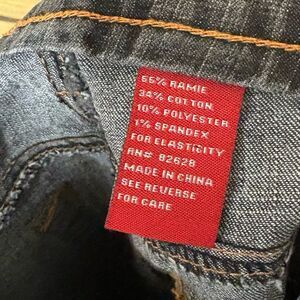 55% RAMIE
34% COTTON
10% POLYESTER
1% SPANDEX
FOR ELASTICITY
RN# 82628
MADE IN CHINA
SEE REVERSE
FOR CARE